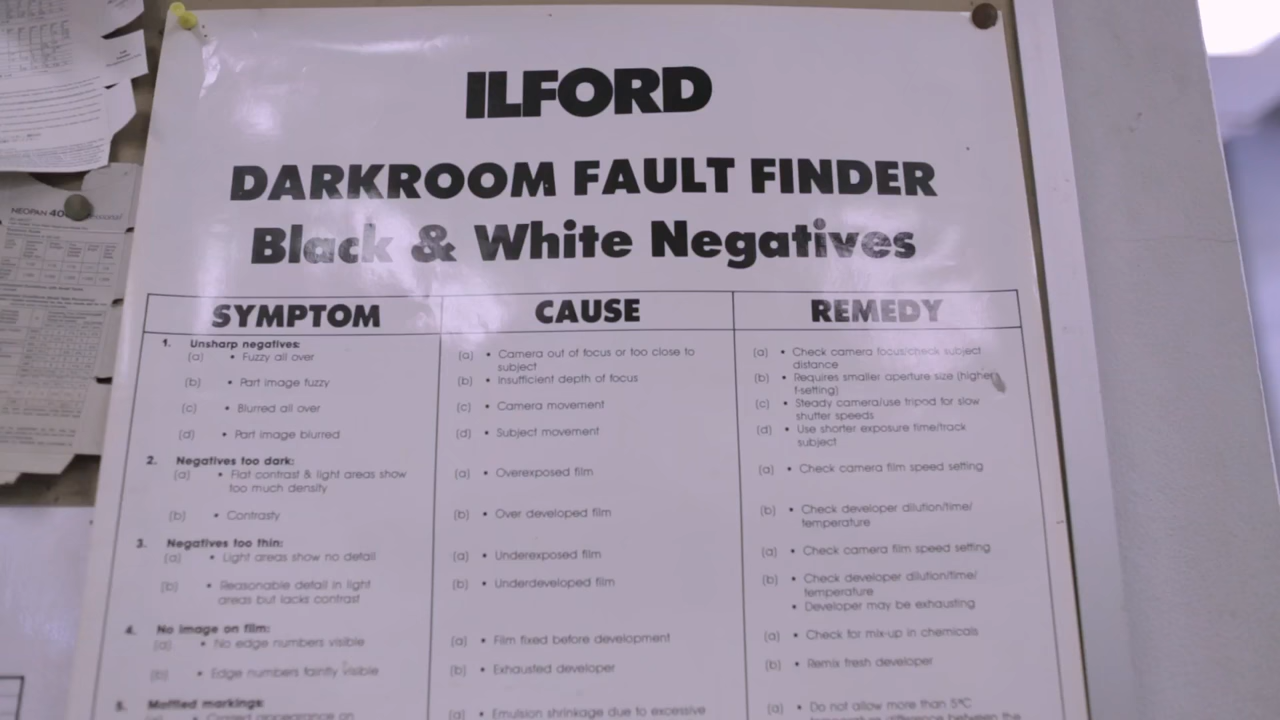 ILFORD
DARKROOM FAULT FINDER
Black & White Negatives
SYMPTOM CAUSE REMEDY
1. Unsharp negatives:
(a) • Fuzzy all over
(b) • Part image fuzzy
(c) • Blurred all over
(d) • Part image blurred
(a) • Camera out of focus or too close to
subject
(b) • Insufficient depth of focus
(c) • Camera movement
(d) • Subject movement
(a) • Check camera focus/check subject
distance
(b) • Requires smaller aperture size (higher
f-setting)
(c) • Steady camera/use tripod for slow
shutter speeds
(d) • Use shorter exposure time/track
subject
2. Negatives too dark:
(a) • Flat contrast & light areas show
too much density
(b) • Contrasty
(a) • Overexposed film
(b) • Over developed film
(a) • Check camera film speed setting
(b) • Check developer dilution/time/
temperature
3. Negatives too thin:
(a) • Light areas show no detail
(b) • Reasonable detail in light
areas but lacks contrast
(a) • Underexposed film
(b) • Underdeveloped film
(a) • Check camera film speed setting
(b) • Check developer dilution/time/
temperature
• Developer may be exhausting
4. No image on film:
(a) • No edge numbers visible
(b) • Edge numbers faintly visible
(a) • Film fixed before development
(b) • Exhausted developer
(a) • Check for mix-up in chemicals
(b) • Remix fresh developer
5. Mottled markings:
(a) • Emulsion shrinkage due to excessive
(a) • Do not allow more than 5°C
temperature difference between the
NEOPAN 40